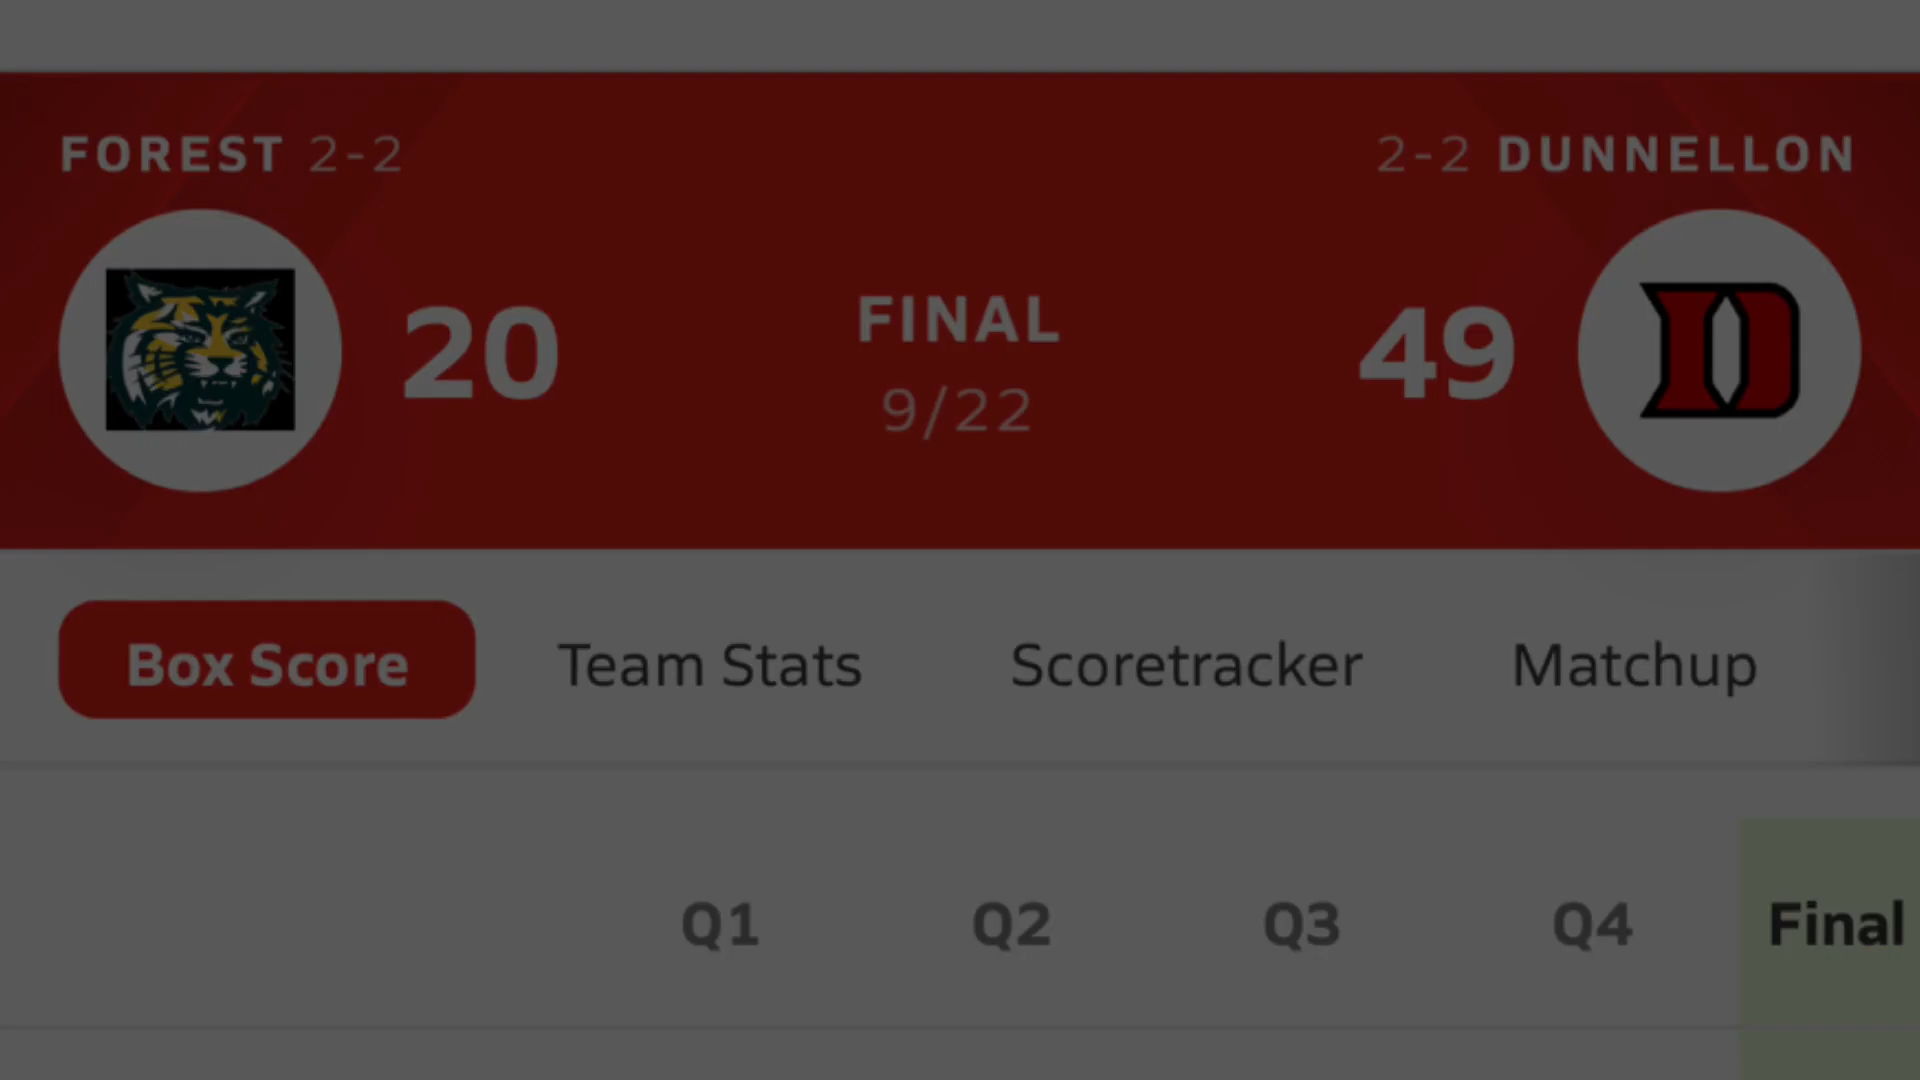 FOREST 2-2
2-2 DUNNELLON
20
FINAL
9/22
49
Box Score
Team Stats
Scoretracker
Matchup
Q1
Q2
Q3
Q4
Final